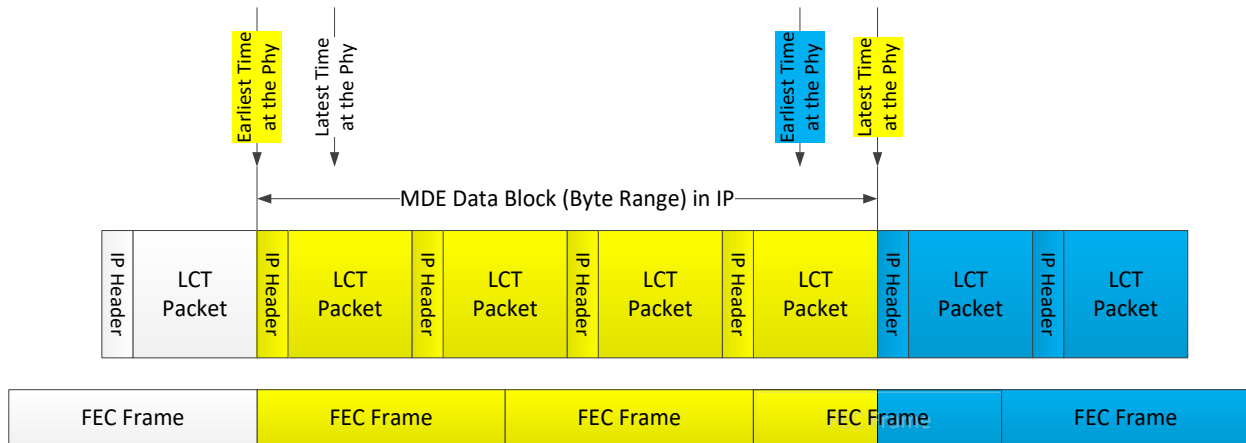 Earliest Time
at the Phy
Latest Time
at the Phy
Earliest Time
at the Phy
Latest Time
at the Phy
MDE Data Block (Byte Range) in IP
IP Header
LCT
Packet
IP Header
LCT
Packet
IP Header
LCT
Packet
IP Header
LCT
Packet
IP Header
LCT
Packet
IP Header
LCT
Packet
IP Header
LCT
Packet
FEC Frame
FEC Frame
FEC Frame
FEC Frame
FEC Frame